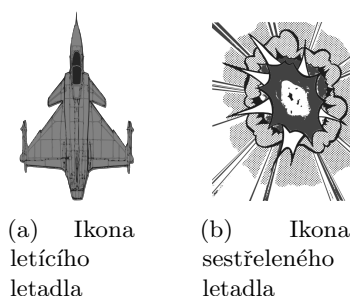 (a) Ikona
letícího
letadla
(b) Ikona
sestřeleného
letadla